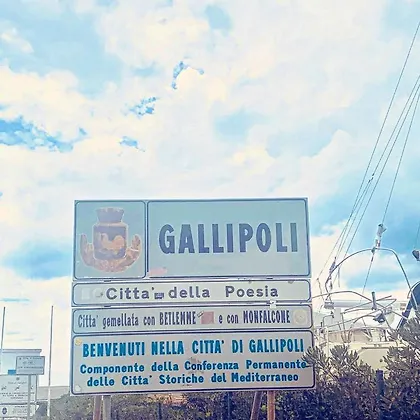 GALLIPOLI
Citta' della Poesia
Citta' gemellata con BETLEMME e con MONFALCONE
BENVENUTI NELLA CITTA' DI GALLIPOLI
Componente della Conferenza Permanente
delle Citta' Storiche del Mediterraneo